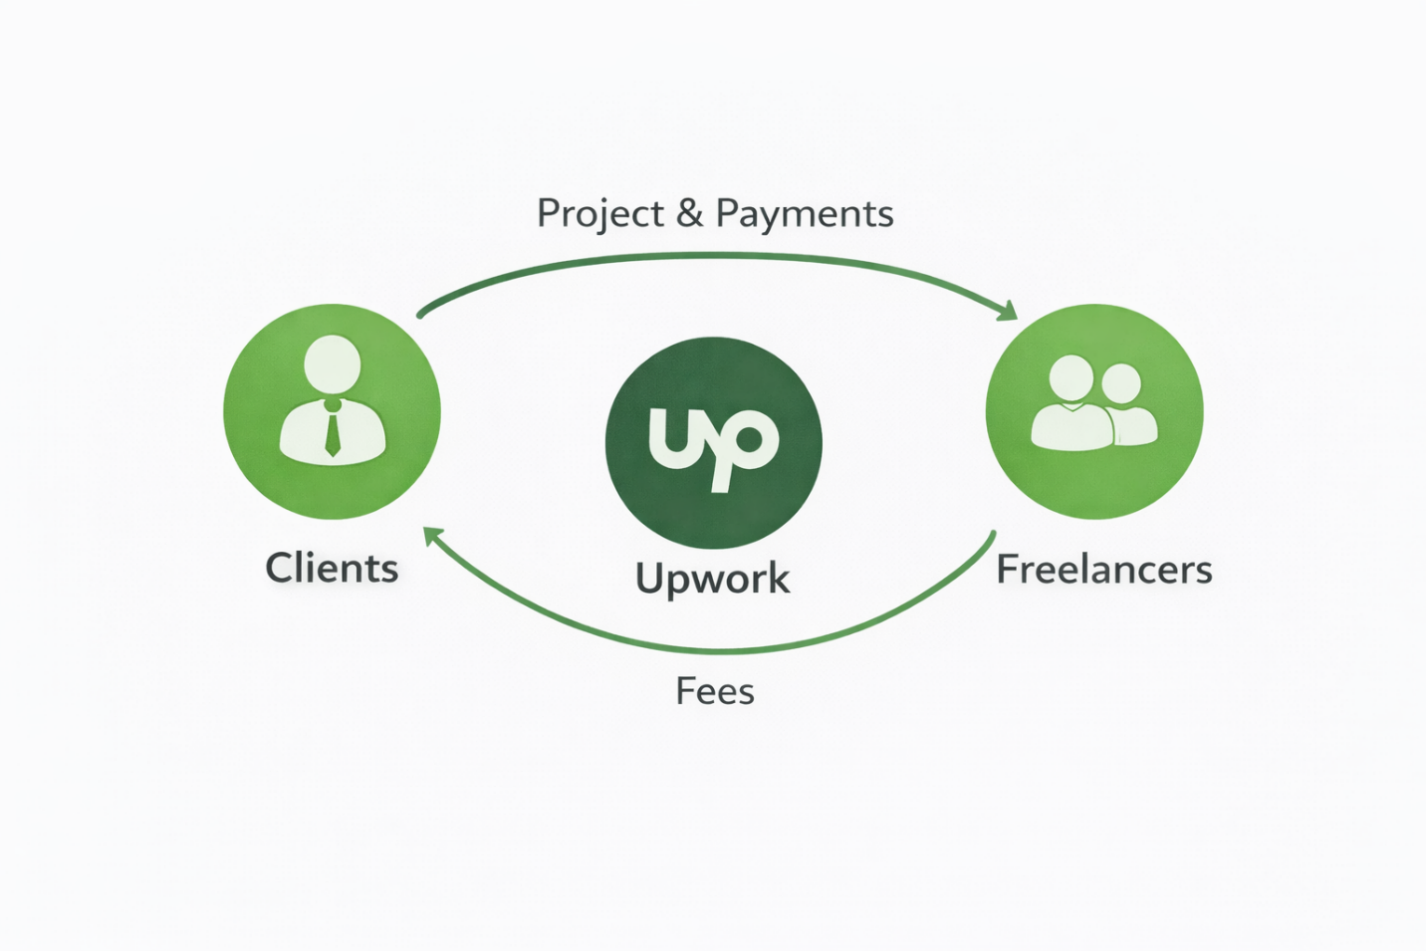 Project & Payments
up
Clients
Upwork
Freelancers
Fees